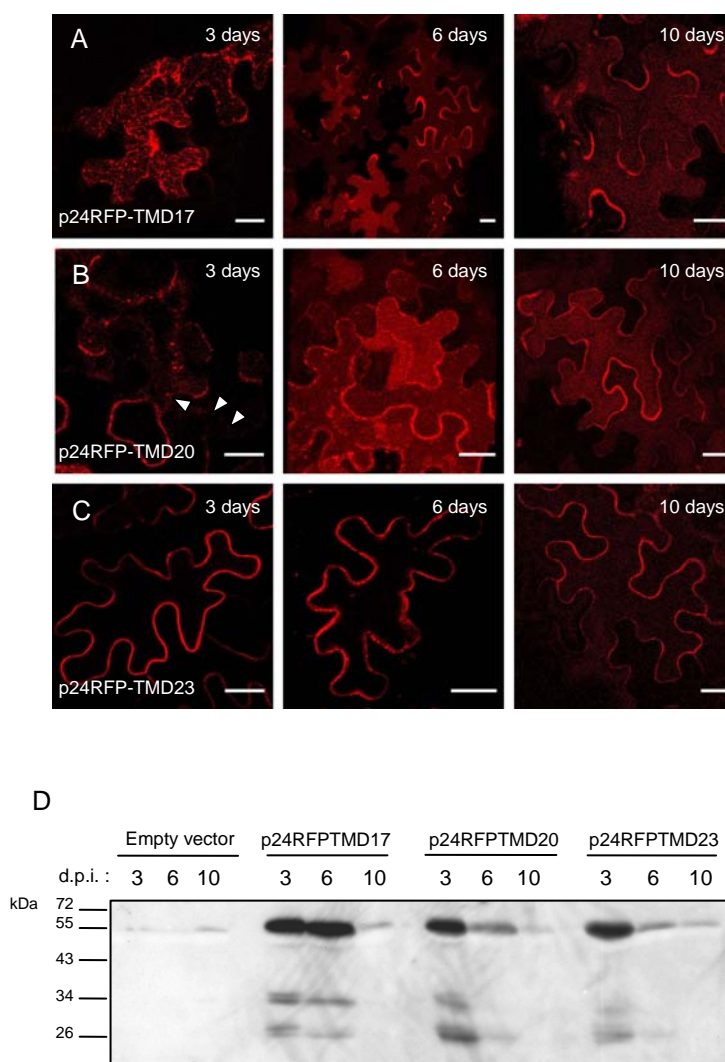 A 3 days 6 days 10 days
p24RFP-TMD17
B 3 days 6 days 10 days
p24RFP-TMD20
C 3 days 6 days 10 days
p24RFP-TMD23
D
Empty vector p24RFPTMD17 p24RFPTMD20 p24RFPTMD23
d.p.i. : 3 6 10 3 6 10 3 6 10 3 6 10
kDa
72
55
43
34
26